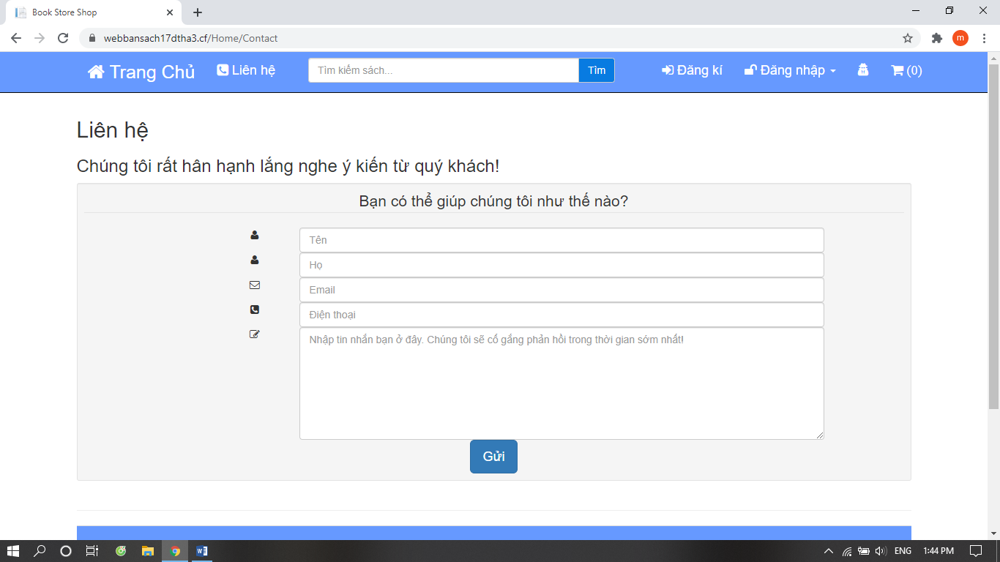 Book Store Shop
webbansach17dtha3.cf/Home/Contact
m
Trang Chủ
Liên hệ
Tìm kiếm sách...
Tìm
Đăng kí
Đăng nhập
(0)
Liên hệ
Chúng tôi rất hân hạnh lắng nghe ý kiến từ quý khách!
Bạn có thể giúp chúng tôi như thế nào?
Tên
Họ
Email
Điện thoại
Nhập tin nhắn bạn ở đây. Chúng tôi sẽ cố gắng phản hồi trong thời gian sớm nhất!
Gửi
ENG
1:44 PM